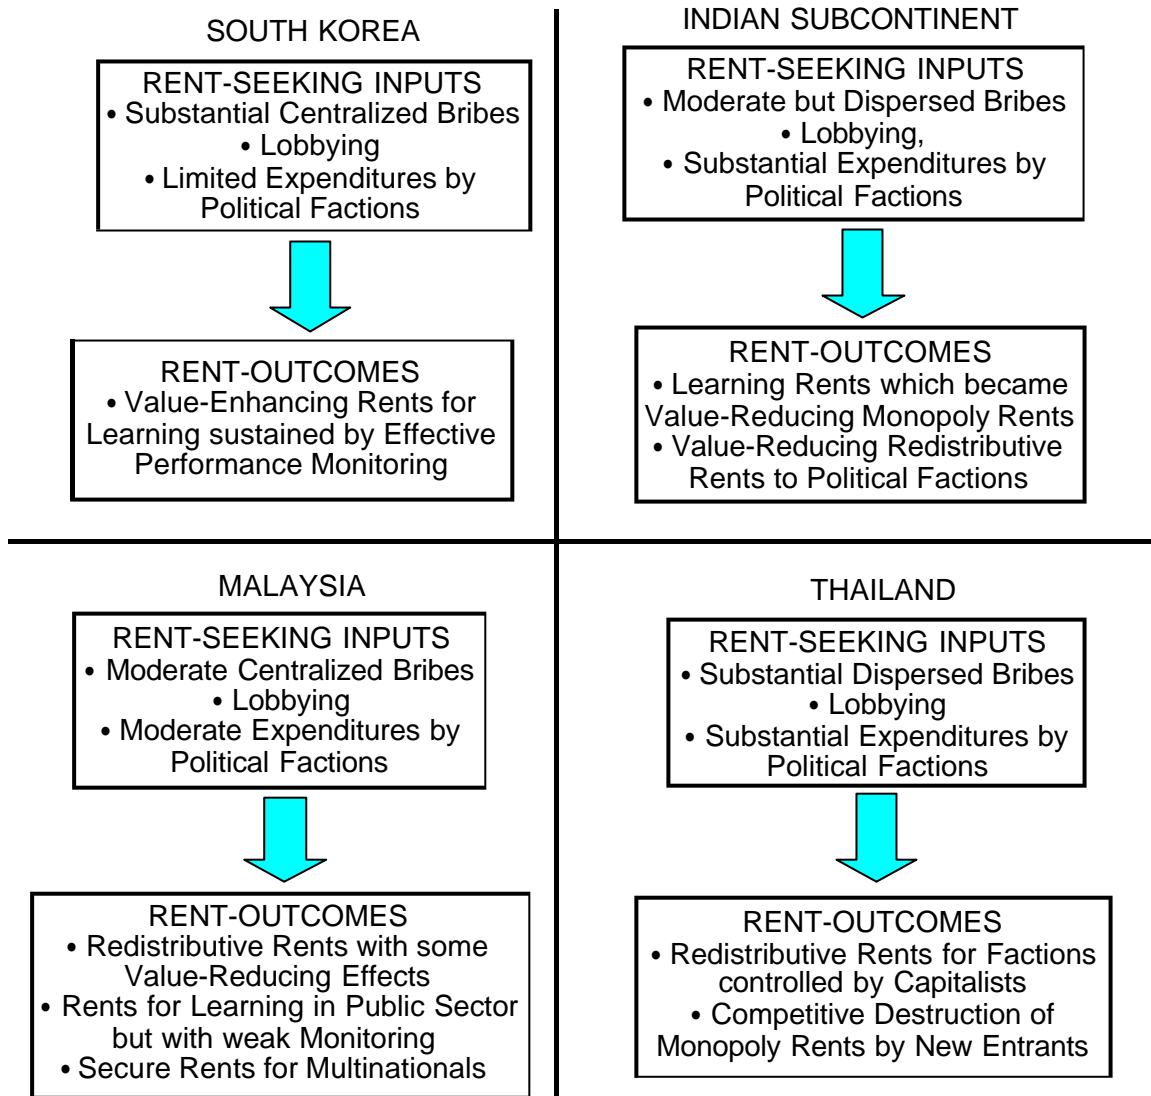 SOUTH KOREA
RENT-SEEKING INPUTS
• Substantial Centralized Bribes
• Lobbying
• Limited Expenditures by
Political Factions
RENT-OUTCOMES
• Value-Enhancing Rents for
Learning sustained by Effective
Performance Monitoring
INDIAN SUBCONTINENT
RENT-SEEKING INPUTS
• Moderate but Dispersed Bribes
• Lobbying,
• Substantial Expenditures by
Political Factions
RENT-OUTCOMES
• Learning Rents which became
Value-Reducing Monopoly Rents
• Value-Reducing Redistributive
Rents to Political Factions
MALAYSIA
RENT-SEEKING INPUTS
• Moderate Centralized Bribes
• Lobbying
• Moderate Expenditures by
Political Factions
RENT-OUTCOMES
• Redistributive Rents with some
Value-Reducing Effects
• Rents for Learning in Public Sector
but with weak Monitoring
• Secure Rents for Multinationals
THAILAND
RENT-SEEKING INPUTS
• Substantial Dispersed Bribes
• Lobbying
• Substantial Expenditures by
Political Factions
RENT-OUTCOMES
• Redistributive Rents for Factions
controlled by Capitalists
• Competitive Destruction of
Monopoly Rents by New Entrants